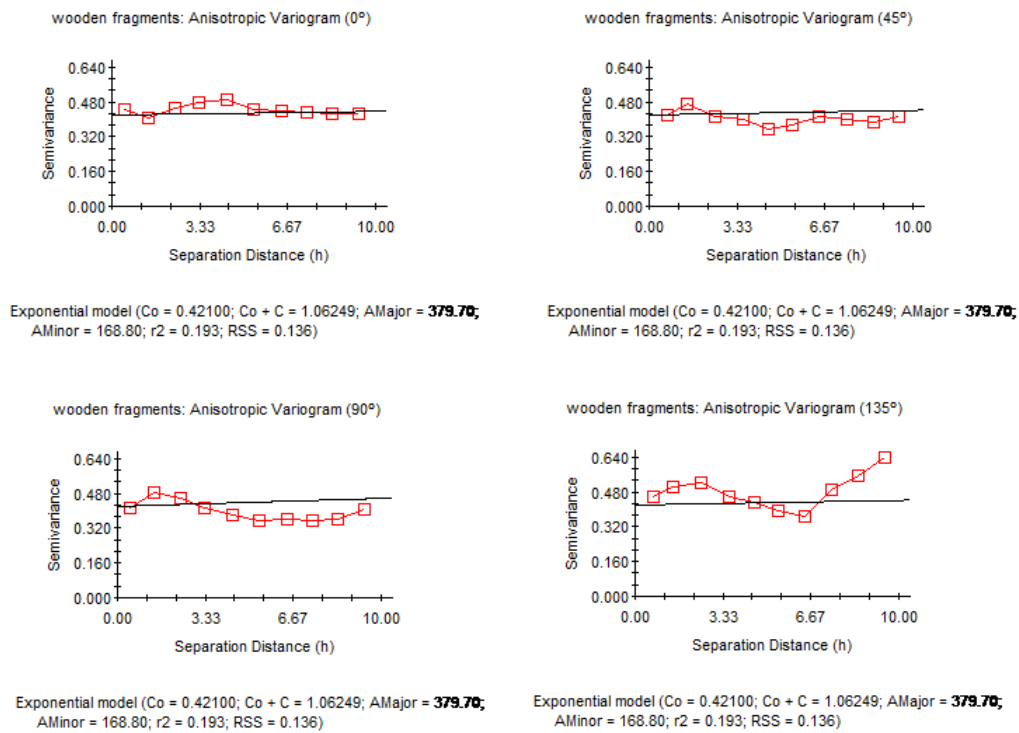 wooden fragments: Anisotropic Variogram (0º)
0.640
0.480
0.320
0.160
0.000
Semivariance
0.00 3.33 6.67 10.00
Separation Distance (h)
Exponential model (Co = 0.42100; Co + C = 1.06249; AMajor = 379.70;
AMinor = 168.80; r2 = 0.193; RSS = 0.136)
wooden fragments: Anisotropic Variogram (45º)
0.640
0.480
0.320
0.160
0.000
Semivariance
0.00 3.33 6.67 10.00
Separation Distance (h)
Exponential model (Co = 0.42100; Co + C = 1.06249; AMajor = 379.70;
AMinor = 168.80; r2 = 0.193; RSS = 0.136)
wooden fragments: Anisotropic Variogram (90º)
0.640
0.480
0.320
0.160
0.000
Semivariance
0.00 3.33 6.67 10.00
Separation Distance (h)
Exponential model (Co = 0.42100; Co + C = 1.06249; AMajor = 379.70;
AMinor = 168.80; r2 = 0.193; RSS = 0.136)
wooden fragments: Anisotropic Variogram (135º)
0.640
0.480
0.320
0.160
0.000
Semivariance
0.00 3.33 6.67 10.00
Separation Distance (h)
Exponential model (Co = 0.42100; Co + C = 1.06249; AMajor = 379.70;
AMinor = 168.80; r2 = 0.193; RSS = 0.136)